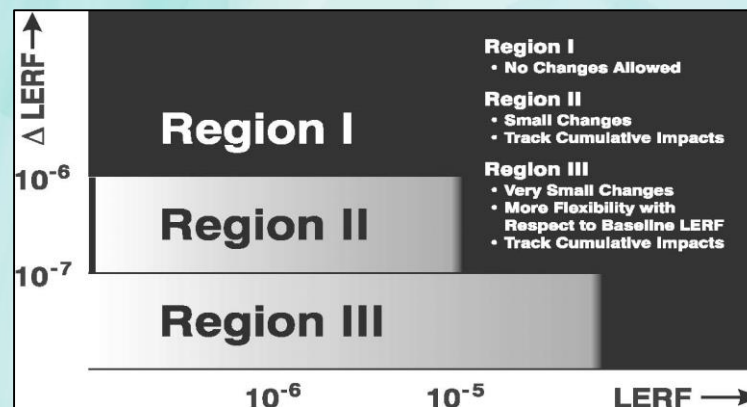 Δ LERF →
Region I
• No Changes Allowed
Region II
• Small Changes
• Track Cumulative Impacts
Region III
• Very Small Changes
• More Flexibility with
Respect to Baseline LERF
• Track Cumulative Impacts
Region I
10⁻⁶
Region II
10⁻⁷
Region III
10⁻⁶ 10⁻⁵ LERF →